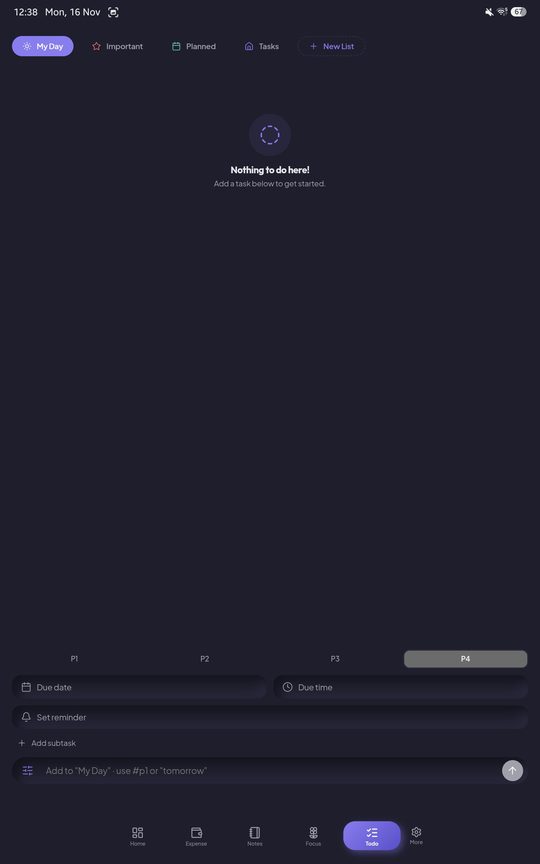 12:38 Mon, 16 Nov 67
My Day Important Planned Tasks + New List
Nothing to do here!
Add a task below to get started.
P1 P2 P3 P4
Due date Due time
Set reminder
+ Add subtask
Add to "My Day" · use #p1 or "tomorrow"
Home Expense Notes Focus Todo More